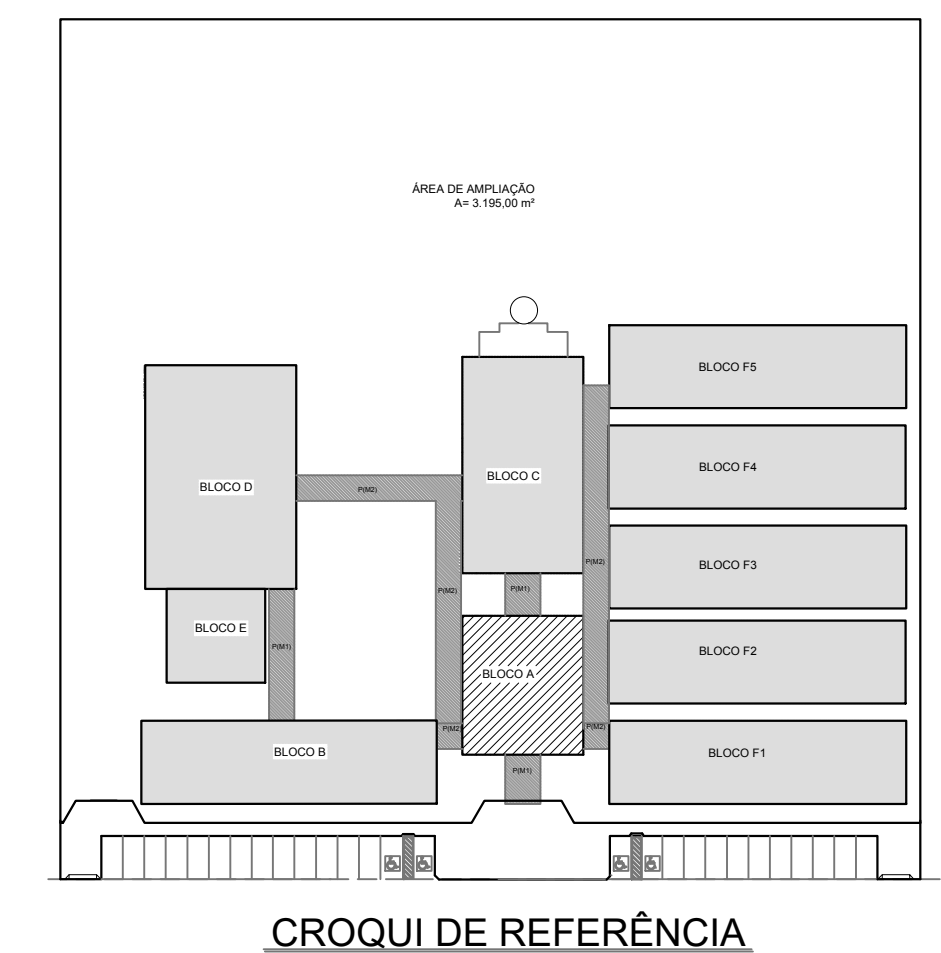 ÁREA DE AMPLIAÇÃO
A= 3.195,00 m²
BLOCO F5
BLOCO F4
BLOCO C
BLOCO D
P(M2)
P(M2)
BLOCO F3
P(M1)
P(M2)
BLOCO E
P(M1)
BLOCO F2
BLOCO A
P(M2)
P(M2)
BLOCO B
BLOCO F1
P(M1)
CROQUI DE REFERÊNCIA